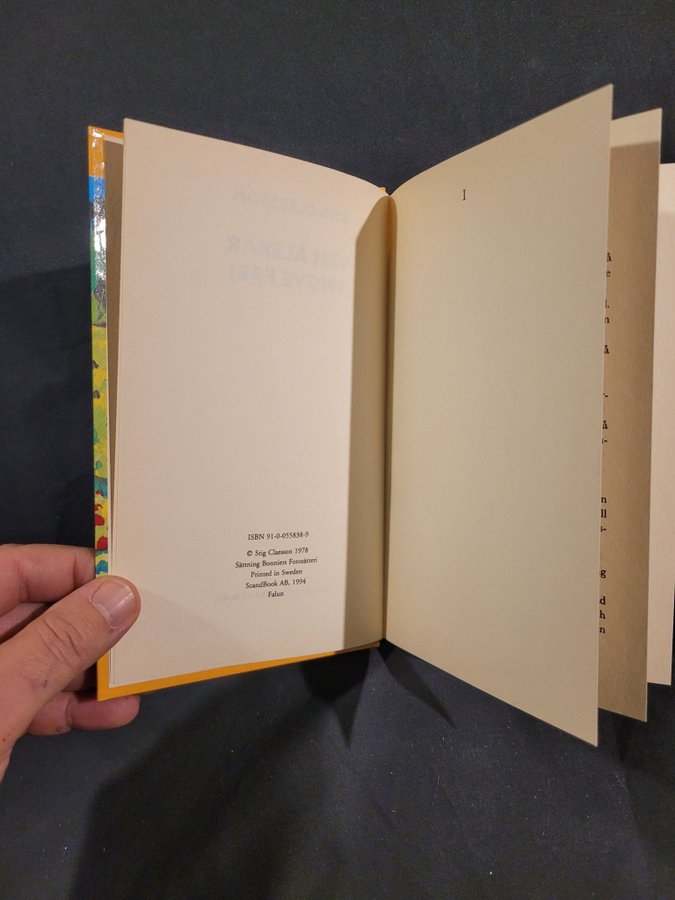 ISBN 91-0-055838-9
© Stig Claesson 1978
Sättning Bonniers Fotosätteri
Printed in Sweden
ScandBook AB, 1994
Falun
I